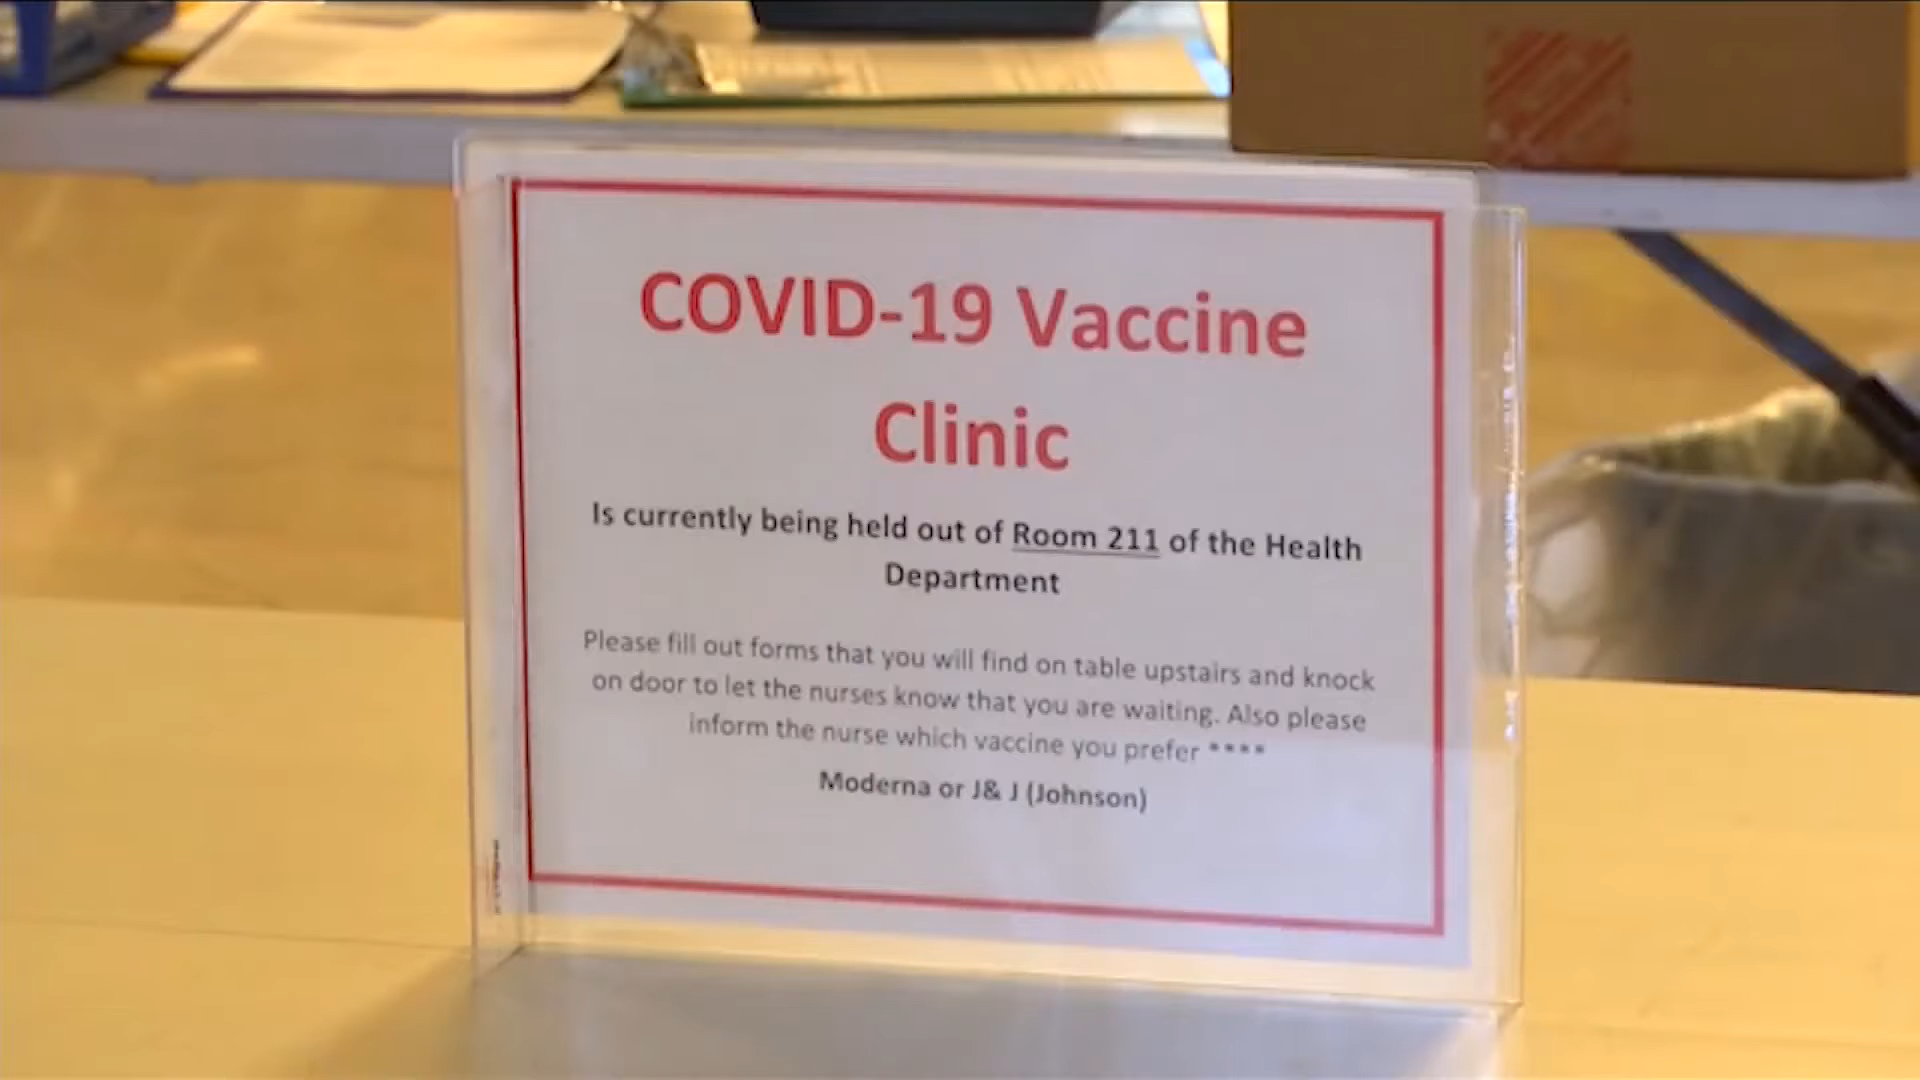 COVID-19 Vaccine
Clinic
Is currently being held out of Room 211 of the Health
Department
Please fill out forms that you will find on table upstairs and knock
on door to let the nurses know that you are waiting. Also please
inform the nurse which vaccine you prefer ****
Moderna or J& J (Johnson)